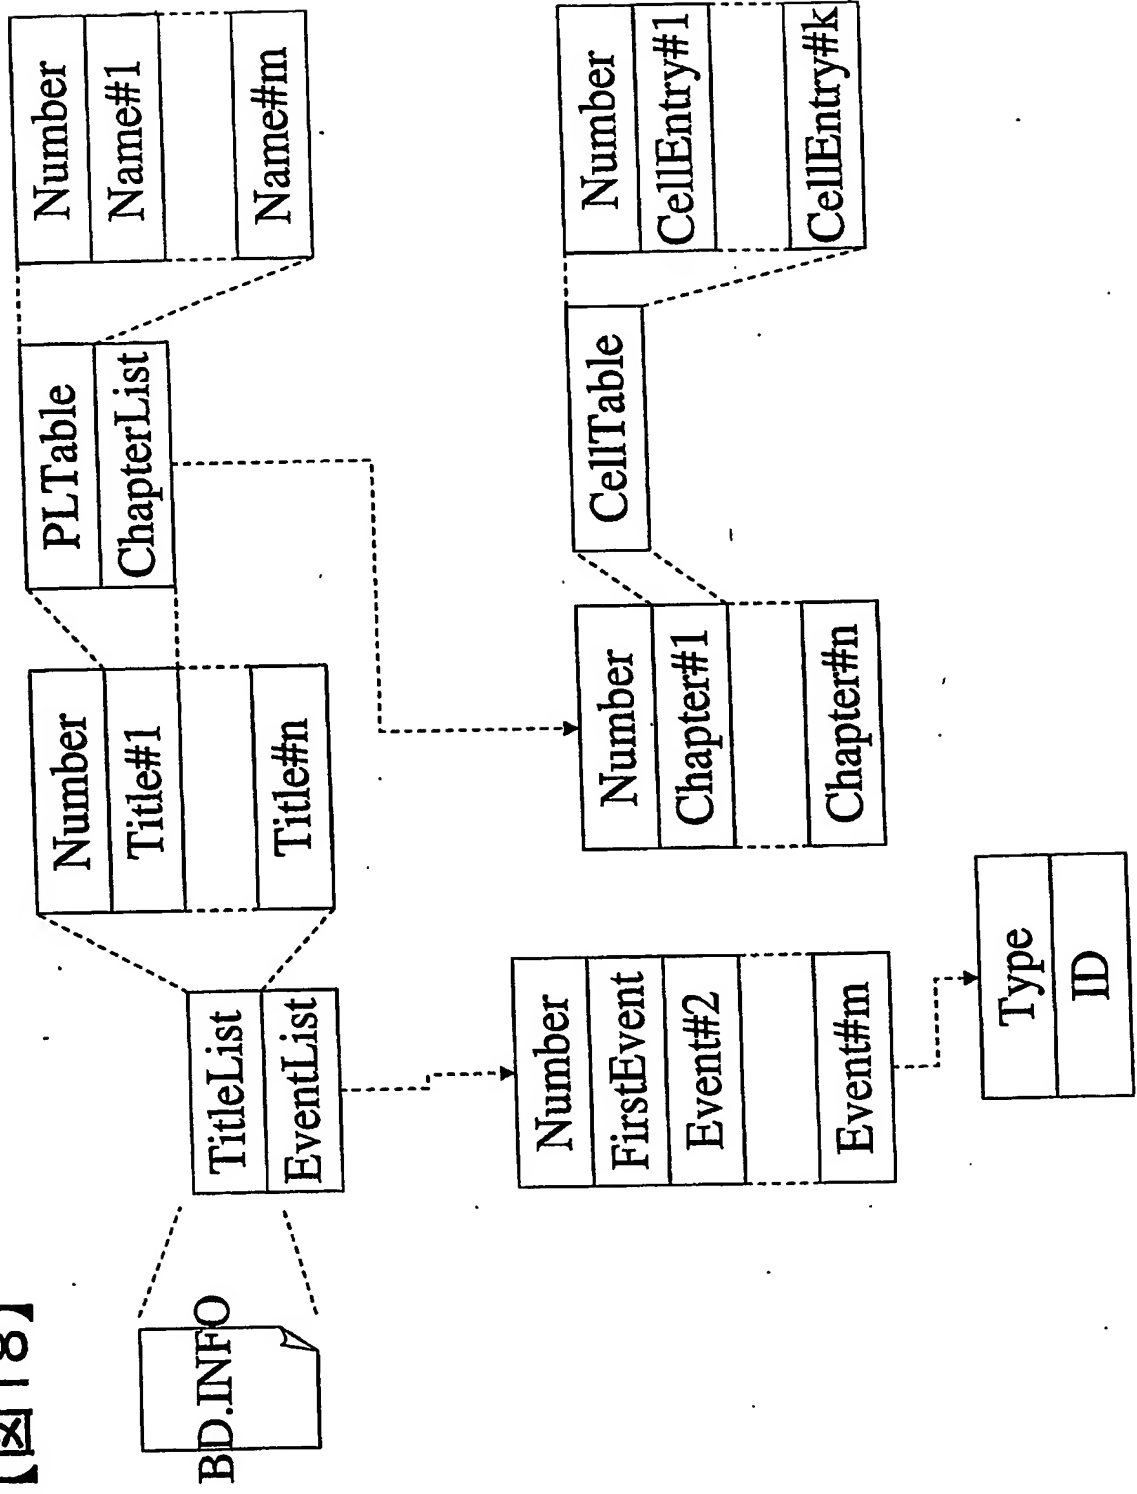 【図18】
BD.INFO
TitleList
EventList
Number
Title#1
Title#n
PLTable
ChapterList
Number
Name#1
Name#m
Number
FirstEvent
Event#2
Event#m
Type
ID
Number
Chapter#1
Chapter#n
CellTable
Number
CellEntry#1
CellEntry#k